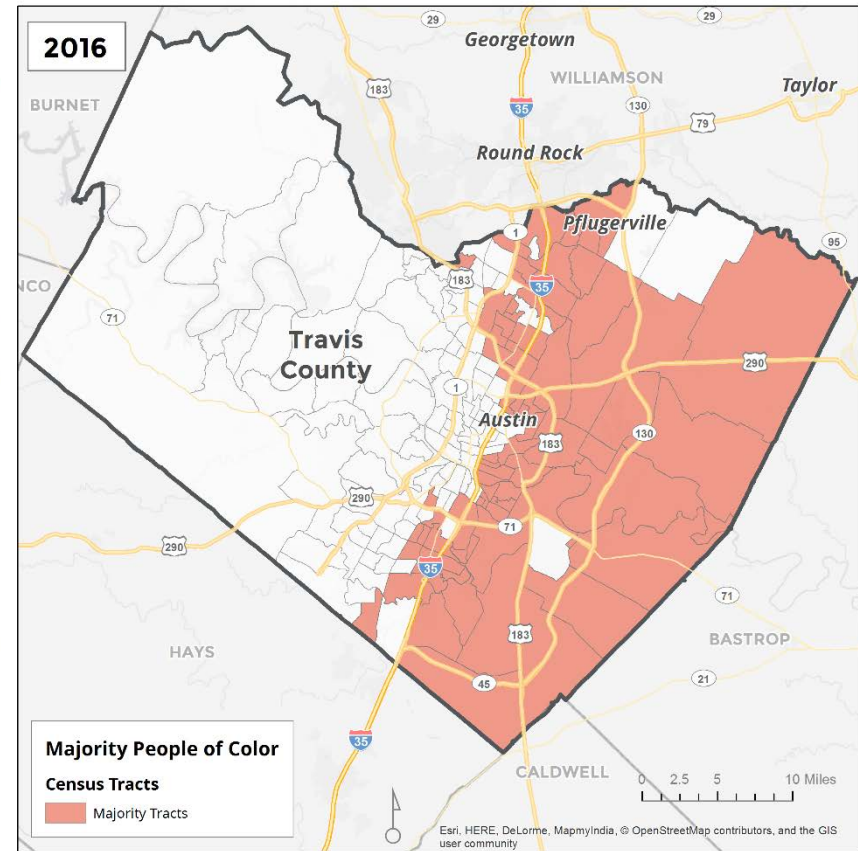 2016
29
Georgetown
29
WILLIAMSON
183
Taylor
BURNET
35
130
79
Round Rock
Pflugerville
1
95
183
35
NCO
71
Travis
County
290
1
Austin
183
130
290
71
290
35
71
183
BASTROP
HAYS
45
21
35
CALDWELL
Majority People of Color
Census Tracts
Majority Tracts
0 2.5 5 10 Miles
Esri, HERE, DeLorme, MapmyIndia, © OpenStreetMap contributors, and the GIS
user community